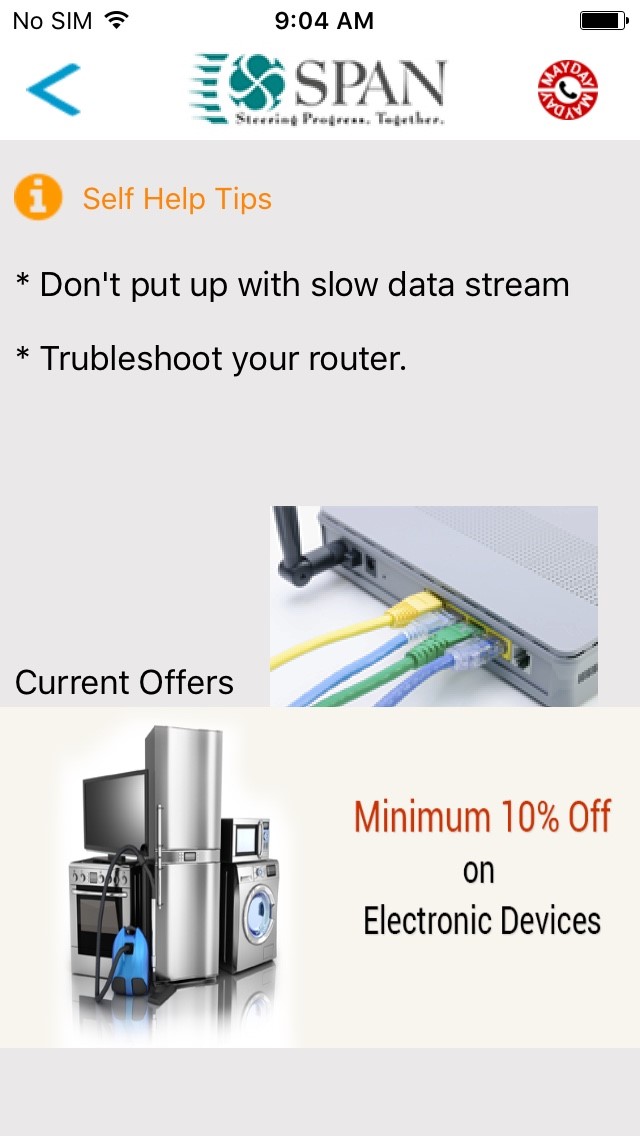 No SIM 9:04 AM
SPAN
Steering Progress. Together.
MAYDAY MAYDAY
Self Help Tips
* Don't put up with slow data stream
* Trubleshoot your router.
Current Offers
Minimum 10% Off
on
Electronic Devices